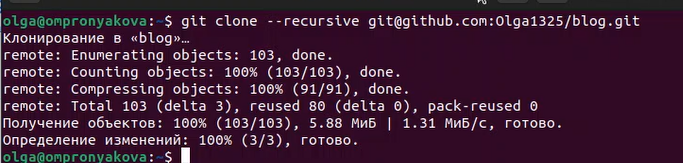 olga@ompronyakova:~$ git clone --recursive git@github.com:Olga1325/blog.git
Клонирование в «blog»…
remote: Enumerating objects: 103, done.
remote: Counting objects: 100% (103/103), done.
remote: Compressing objects: 100% (91/91), done.
remote: Total 103 (delta 3), reused 80 (delta 0), pack-reused 0
Получение объектов: 100% (103/103), 5.88 МиБ | 1.31 МиБ/с, готово.
Определение изменений: 100% (3/3), готово.
olga@ompronyakova:~$